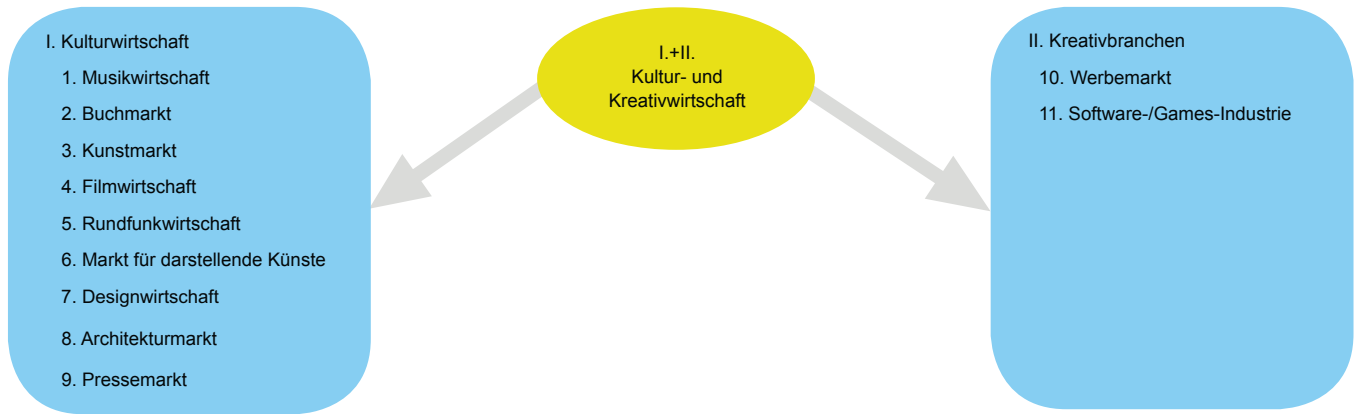 I. Kulturwirtschaft
1. Musikwirtschaft
2. Buchmarkt
3. Kunstmarkt
4. Filmwirtschaft
5. Rundfunkwirtschaft
6. Markt für darstellende Künste
7. Designwirtschaft
8. Architekturmarkt
9. Pressemarkt
I.+II.
Kultur- und
Kreativwirtschaft
II. Kreativbranchen
10. Werbemarkt
11. Software-/Games-Industrie